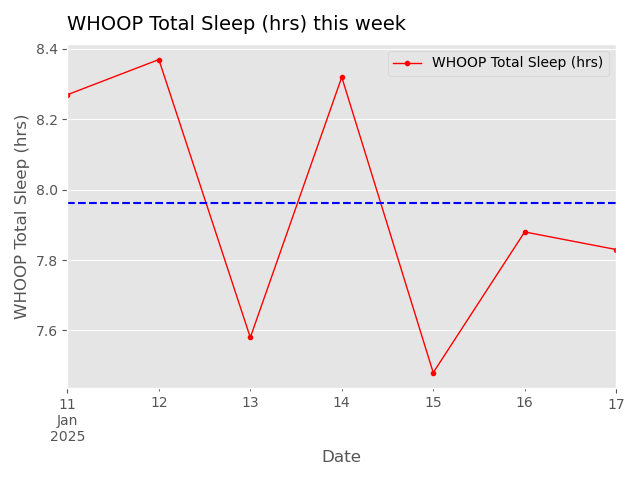 WHOOP Total Sleep (hrs) this week
WHOOP Total Sleep (hrs)
WHOOP Total Sleep (hrs)
8.4
8.2
8.0
7.8
7.6
11 12 13 14 15 16 17
Jan
2025
Date